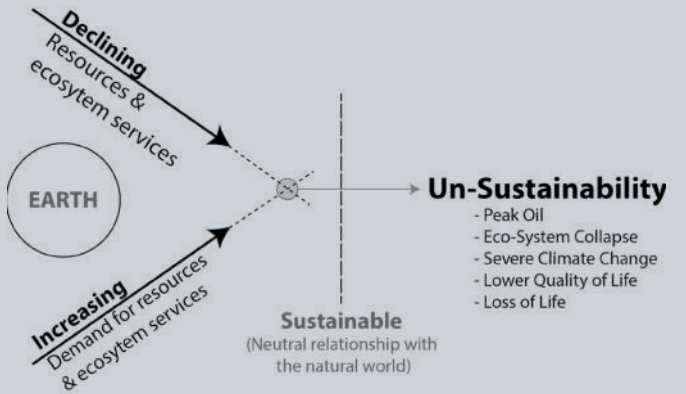 Declining
Resources &
ecosytem services
EARTH
Increasing
Demand for resources
& ecosytem services
Un-Sustainability
- Peak Oil
- Eco-System Collapse
- Severe Climate Change
- Lower Quality of Life
- Loss of Life
Sustainable
(Neutral relationship with
the natural world)